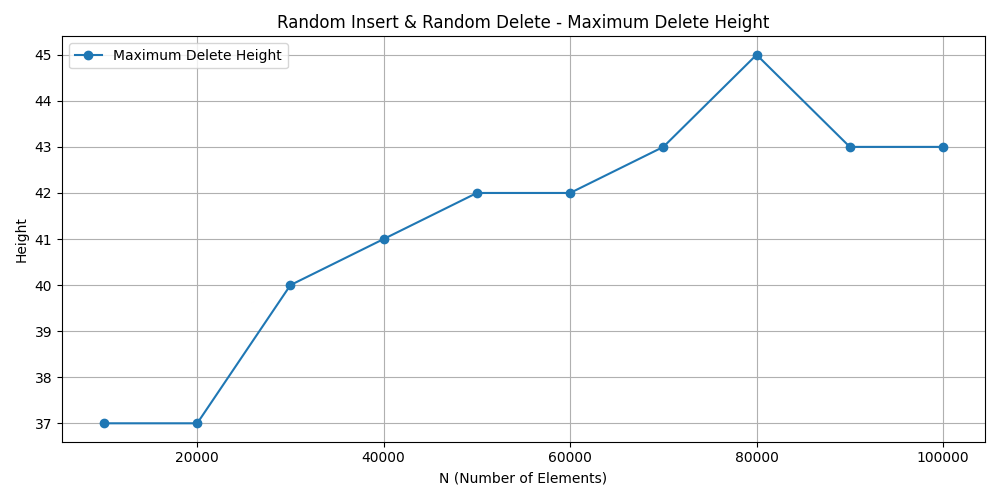 Random Insert & Random Delete - Maximum Delete Height
Maximum Delete Height
45
44
43
42
41
40
39
38
37
Height
20000 40000 60000 80000 100000
N (Number of Elements)